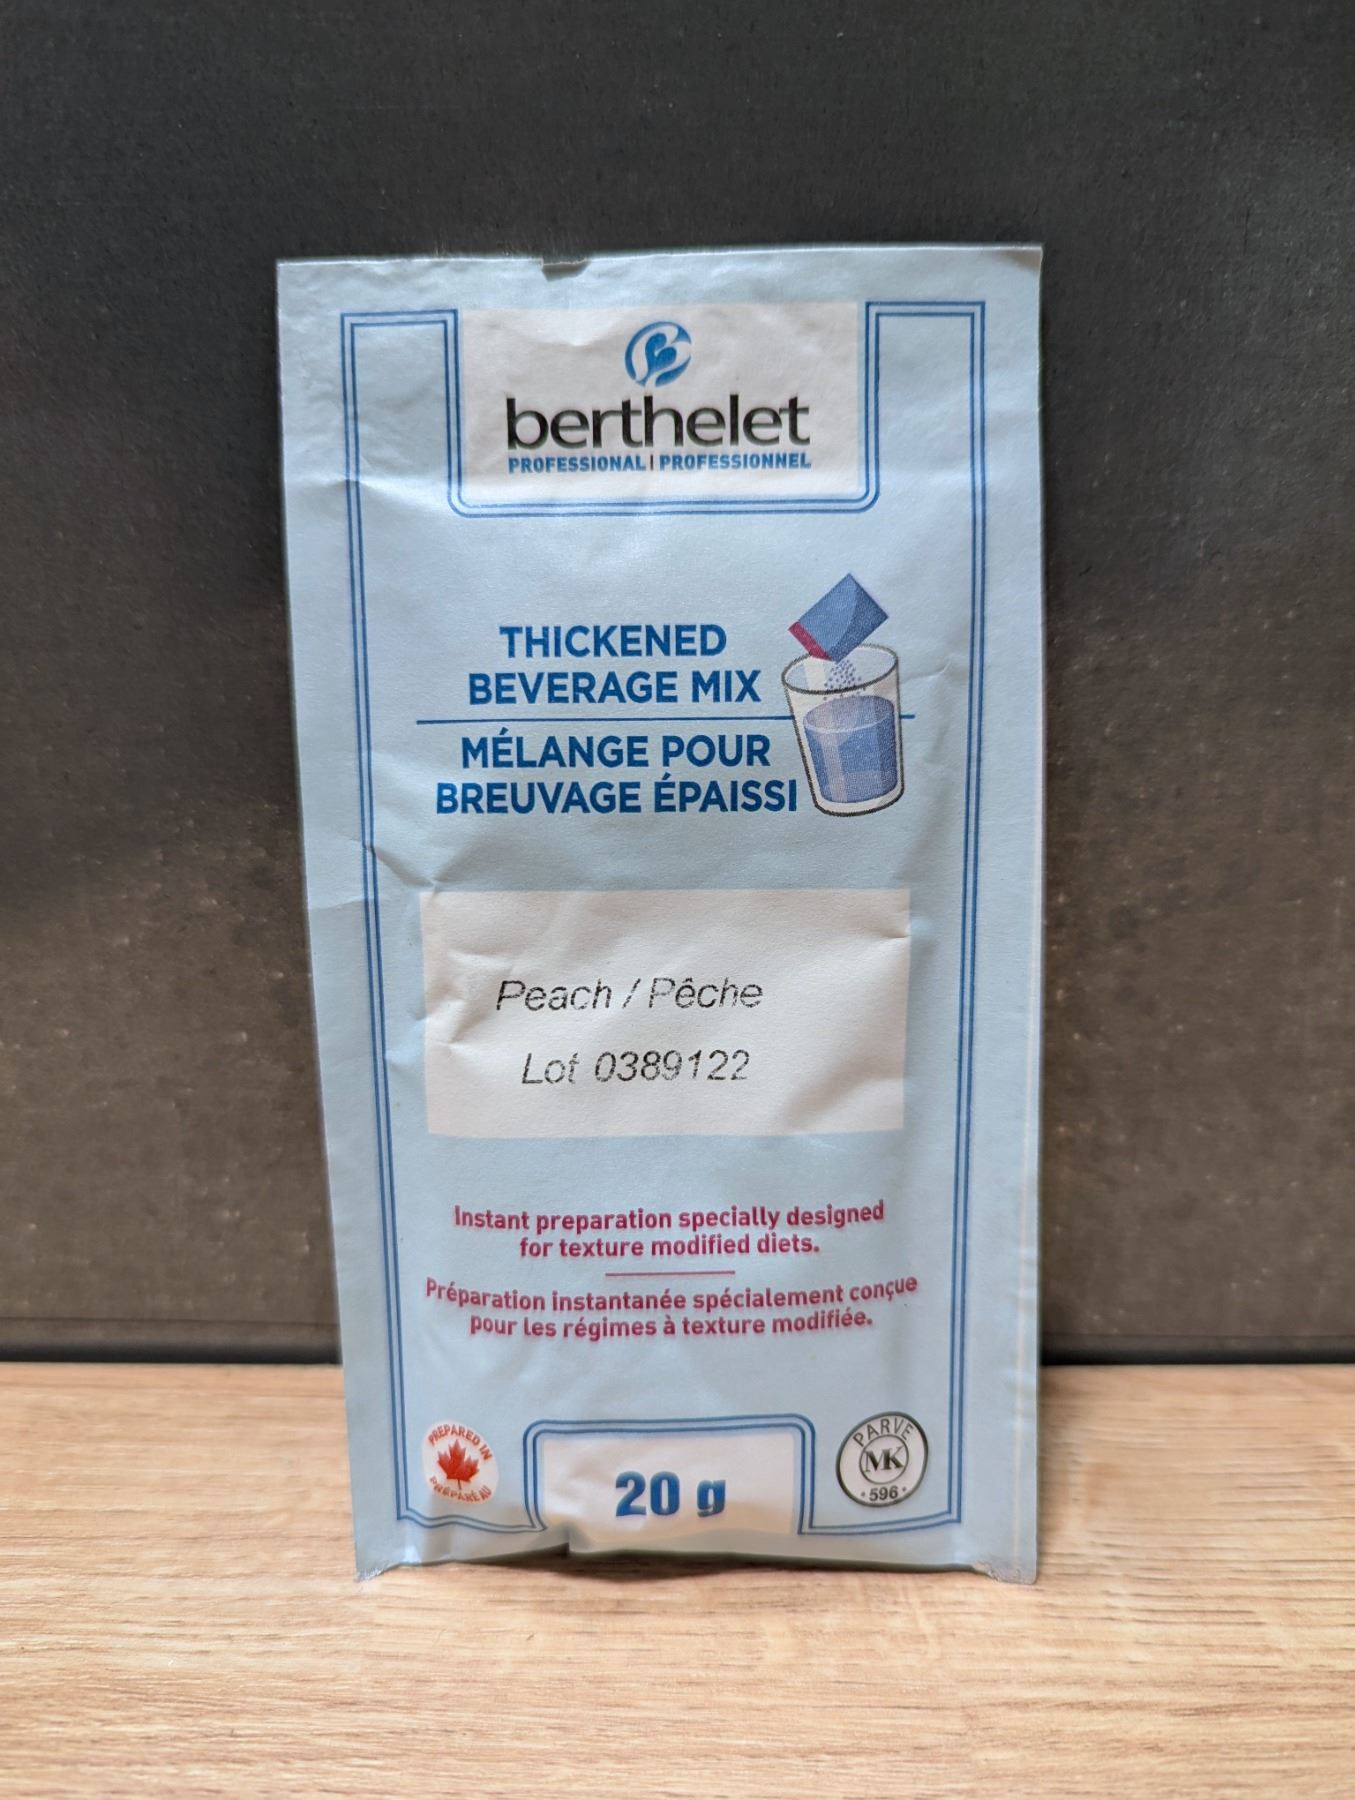 berthelet
PROFESSIONAL | PROFESSIONNEL
THICKENED
BEVERAGE MIX
MÉLANGE POUR
BREUVAGE ÉPAISSI
Peach / Pêche
Lot 0389122
Instant preparation specially designed
for texture modified diets.
Préparation instantanée spécialement conçue
pour les régimes à texture modifiée.
PREPARED IN
PRÉPARÉ AU
20 g
PARVE
MK
• 596 •